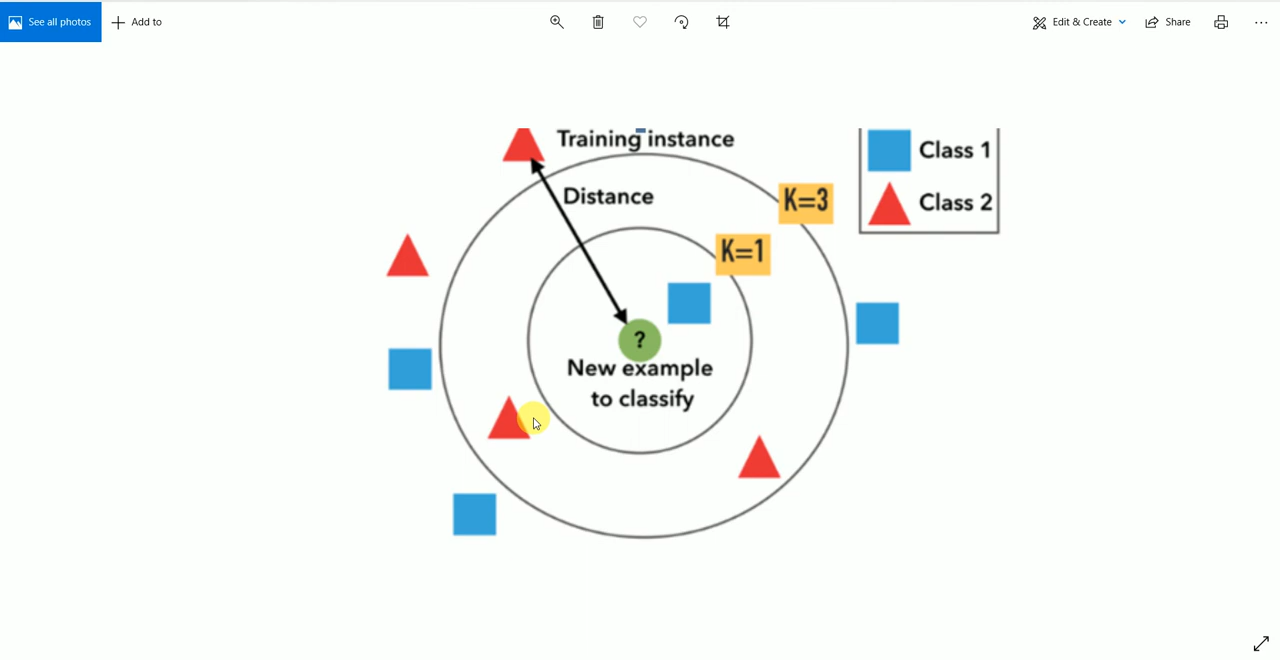 See all photos
Add to
Edit & Create
Share
Training instance
Distance
K=3
K=1
Class 1
Class 2
?
New example
to classify